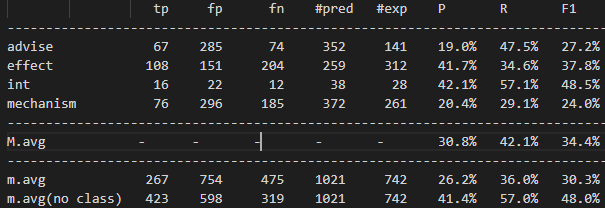 tp fp fn #pred #exp P R F1
------------------------------------------------------------------------------
advise 67 285 74 352 141 19.0% 47.5% 27.2%
effect 108 151 204 259 312 41.7% 34.6% 37.8%
int 16 22 12 38 28 42.1% 57.1% 48.5%
mechanism 76 296 185 372 261 20.4% 29.1% 24.0%
------------------------------------------------------------------------------
M.avg - - - - - 30.8% 42.1% 34.4%
------------------------------------------------------------------------------
m.avg 267 754 475 1021 742 26.2% 36.0% 30.3%
m.avg(no class) 423 598 319 1021 742 41.4% 57.0% 48.0%